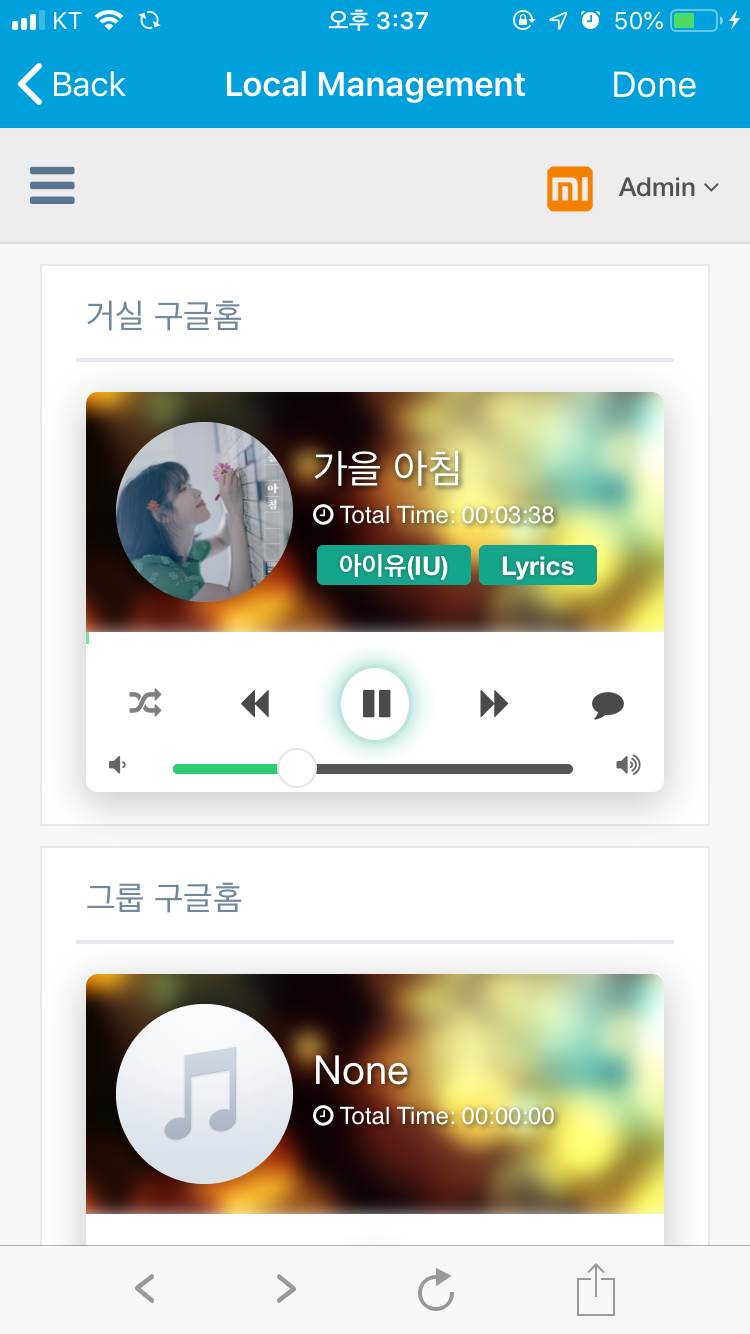 KT 오후 3:37 50%
Back Local Management Done
mi Admin
거실 구글홈
가을 아침
Total Time: 00:03:38
아이유(IU) Lyrics
아
침
그룹 구글홈
None
Total Time: 00:00:00